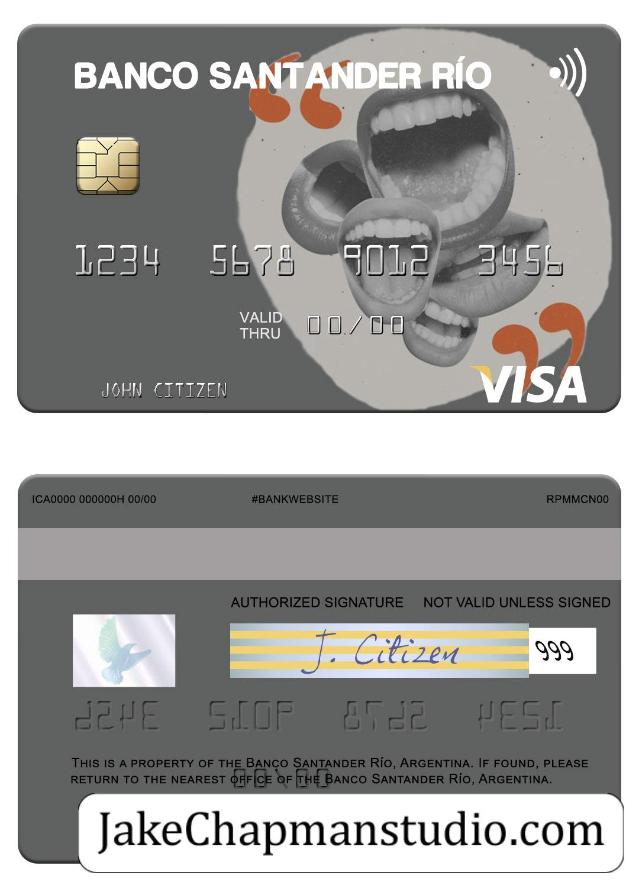 BANCO SANTANDER RÍO
1234 5678 9012 3456
VALID THRU 00/00
JOHN CITIZEN
VISA
ICA0000 000000H 00/00 #BANKWEBSITE RPMMCN00
AUTHORIZED SIGNATURE NOT VALID UNLESS SIGNED
J. Citizen 999
THIS IS A PROPERTY OF THE BANCO SANTANDER RÍO, ARGENTINA. IF FOUND, PLEASE
RETURN TO THE NEAREST OFFICE OF THE BANCO SANTANDER RÍO, ARGENTINA.
JakeChapmanstudio.com